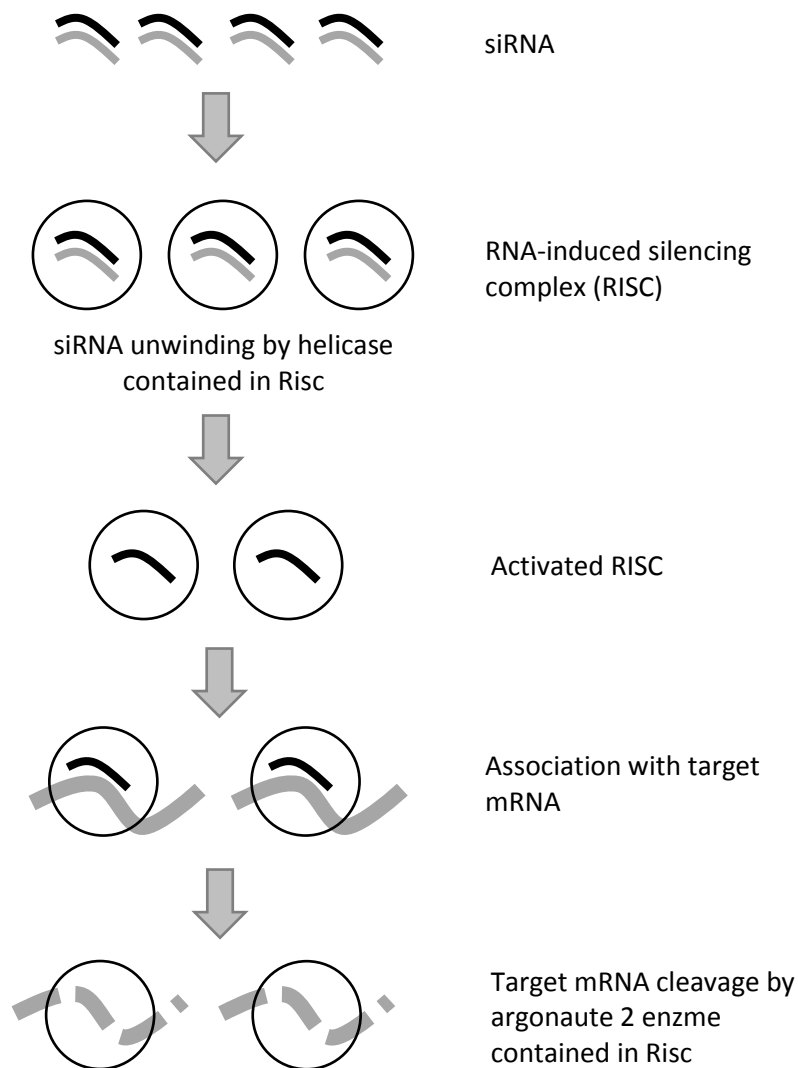 siRNA
RNA-induced silencing
complex (RISC)
siRNA unwinding by helicase
contained in Risc
Activated RISC
Association with target
mRNA
Target mRNA cleavage by
argonaute 2 enzme
contained in Risc